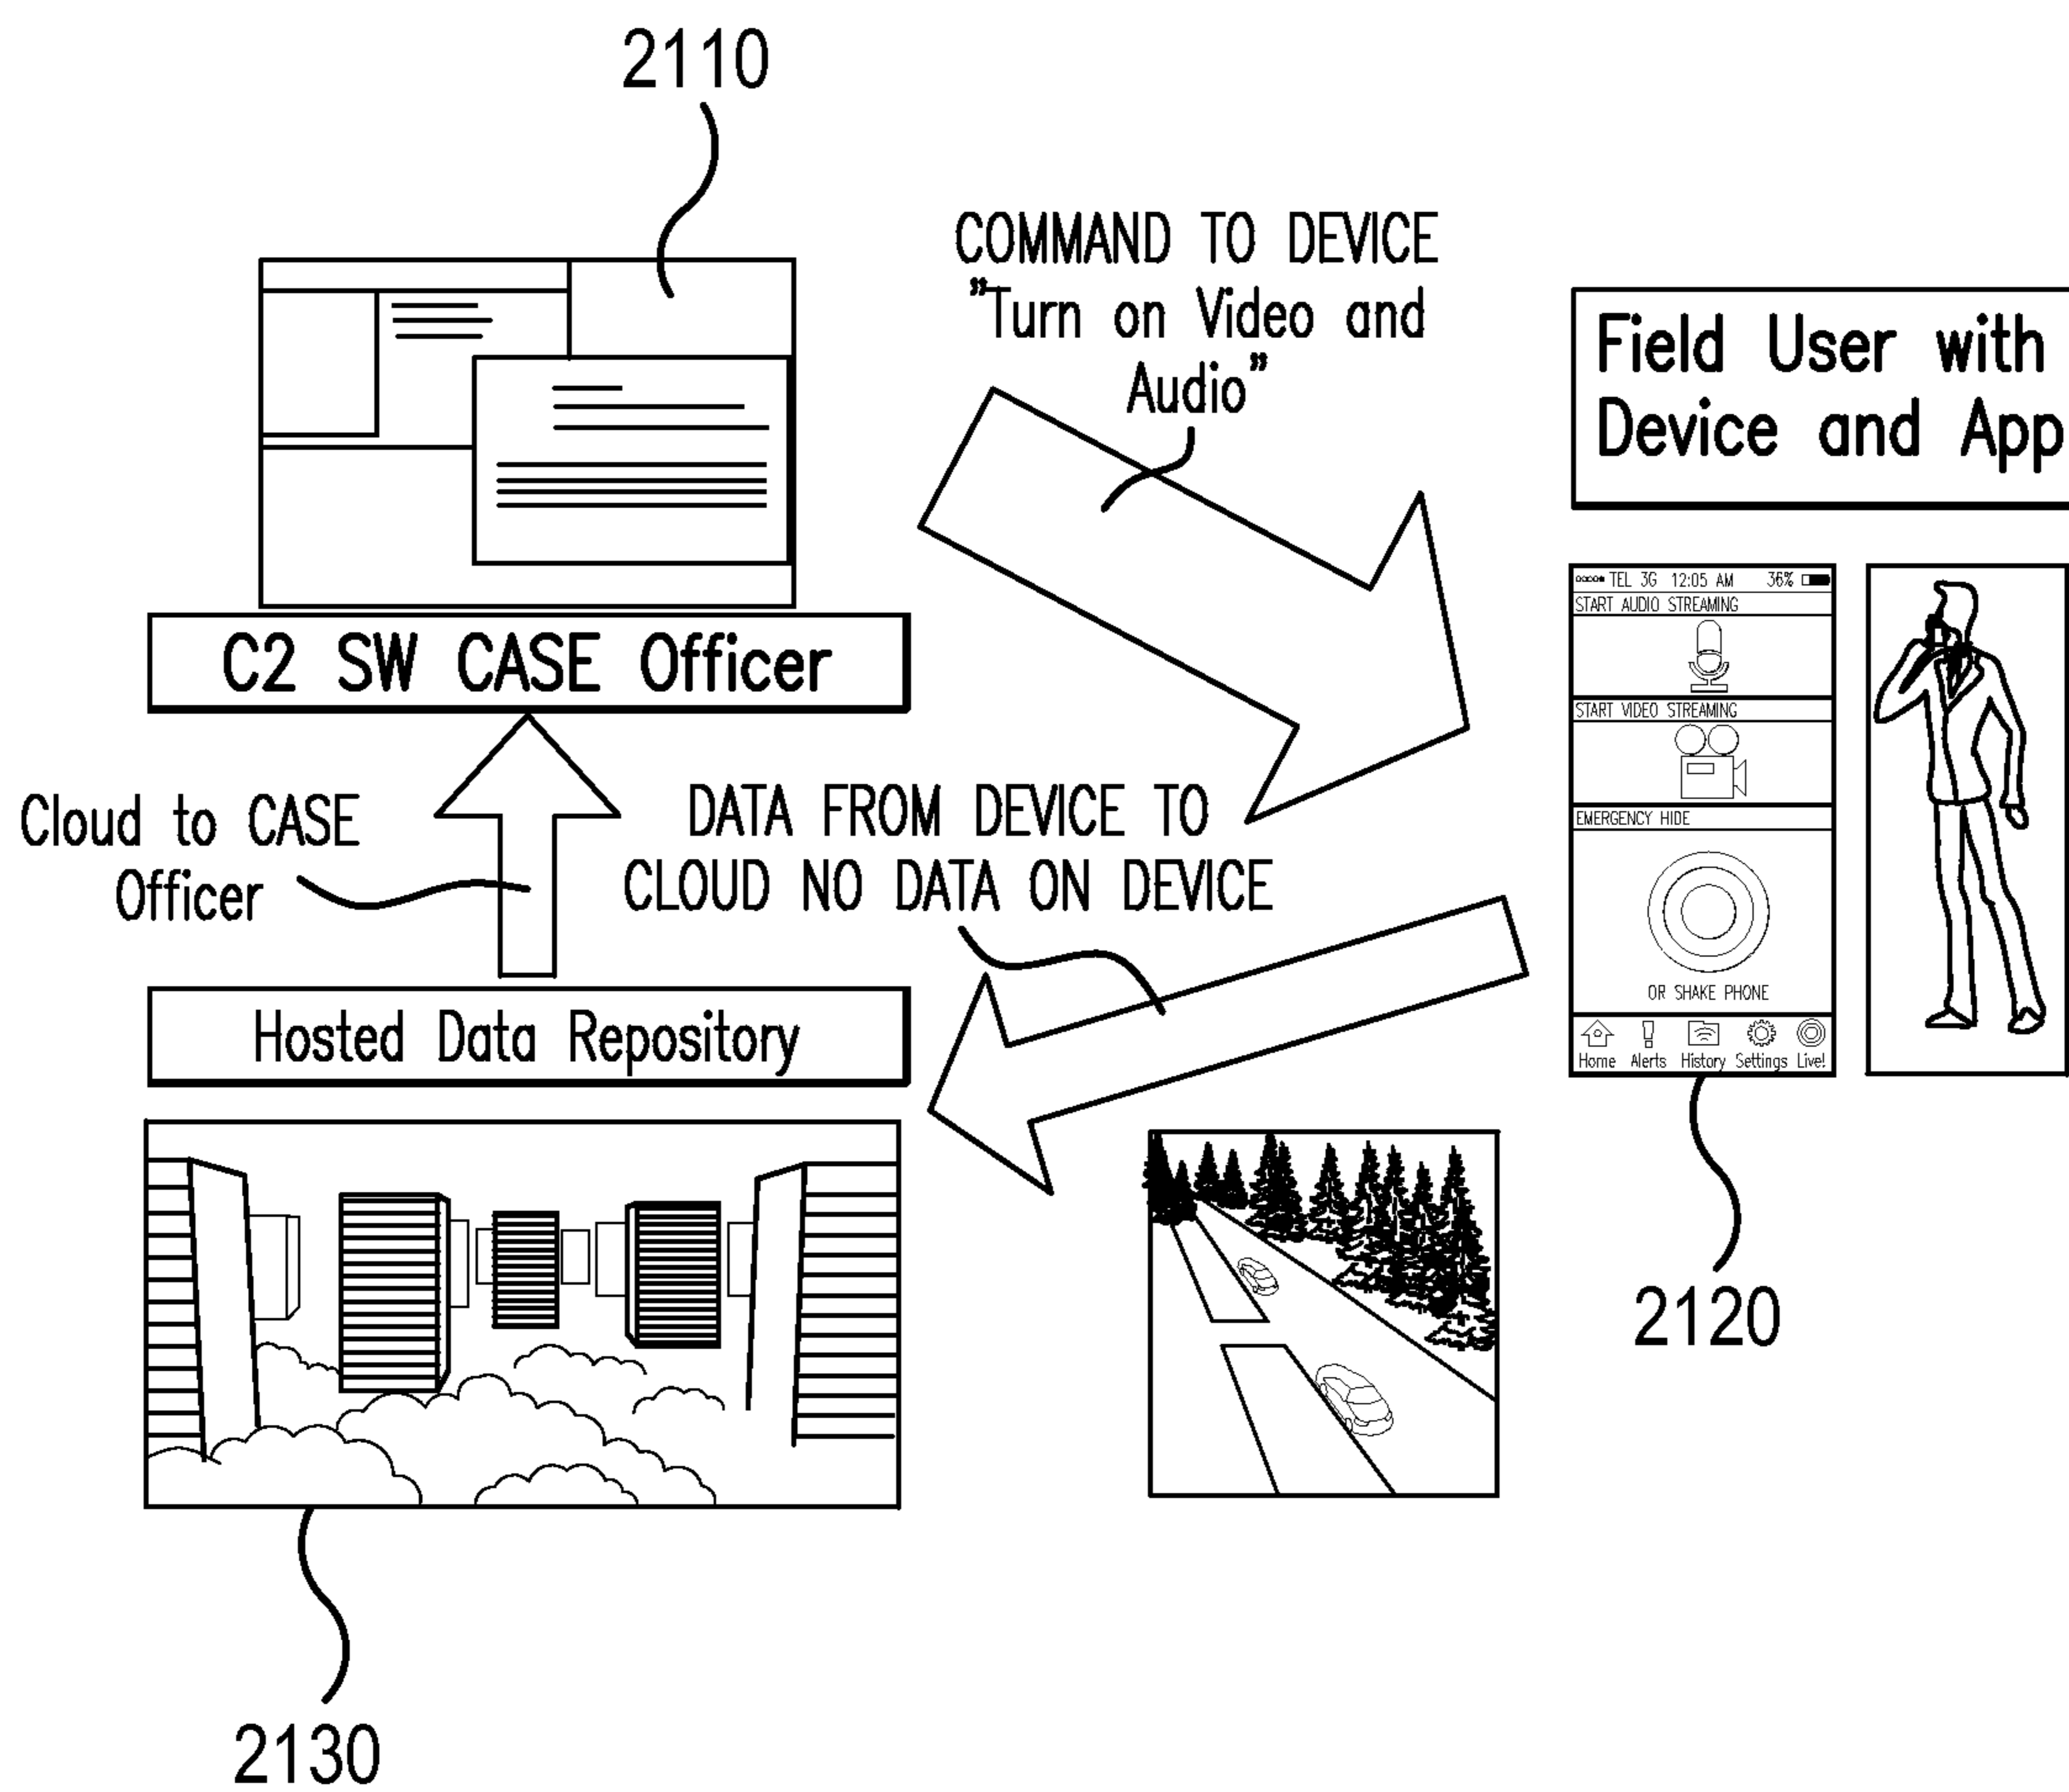 2110
COMMAND TO DEVICE
"Turn on Video and
Audio"
Field User with
Device and App
C2 SW CASE Officer
TEL 3G 12:05 AM 36%
START AUDIO STREAMING
START VIDEO STREAMING
EMERGENCY HIDE
OR SHAKE PHONE
Home Alerts History Settings Live!
Cloud to CASE
Officer
DATA FROM DEVICE TO
CLOUD NO DATA ON DEVICE
Hosted Data Repository
2120
2130